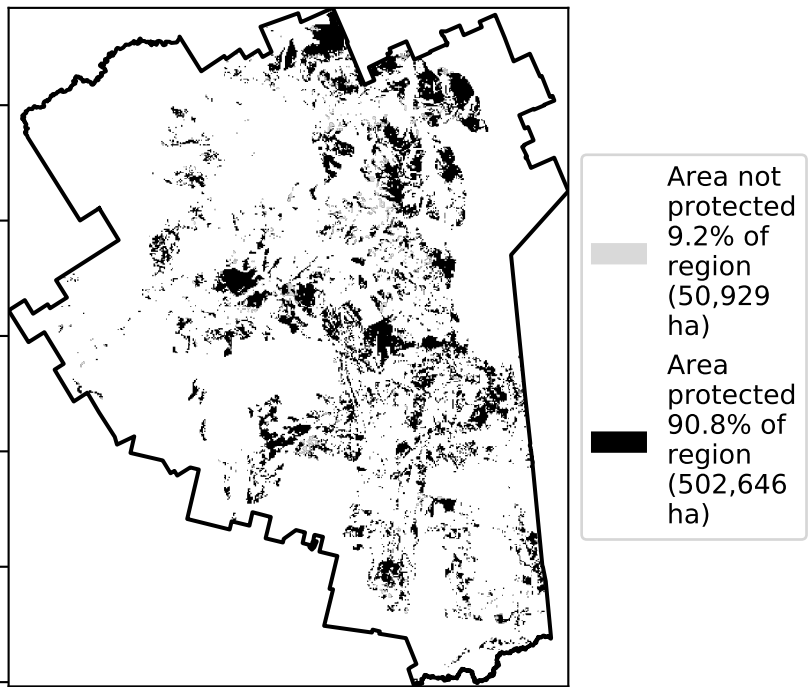 Area not
protected
9.2% of
region
(50,929
ha)
Area
protected
90.8% of
region
(502,646
ha)